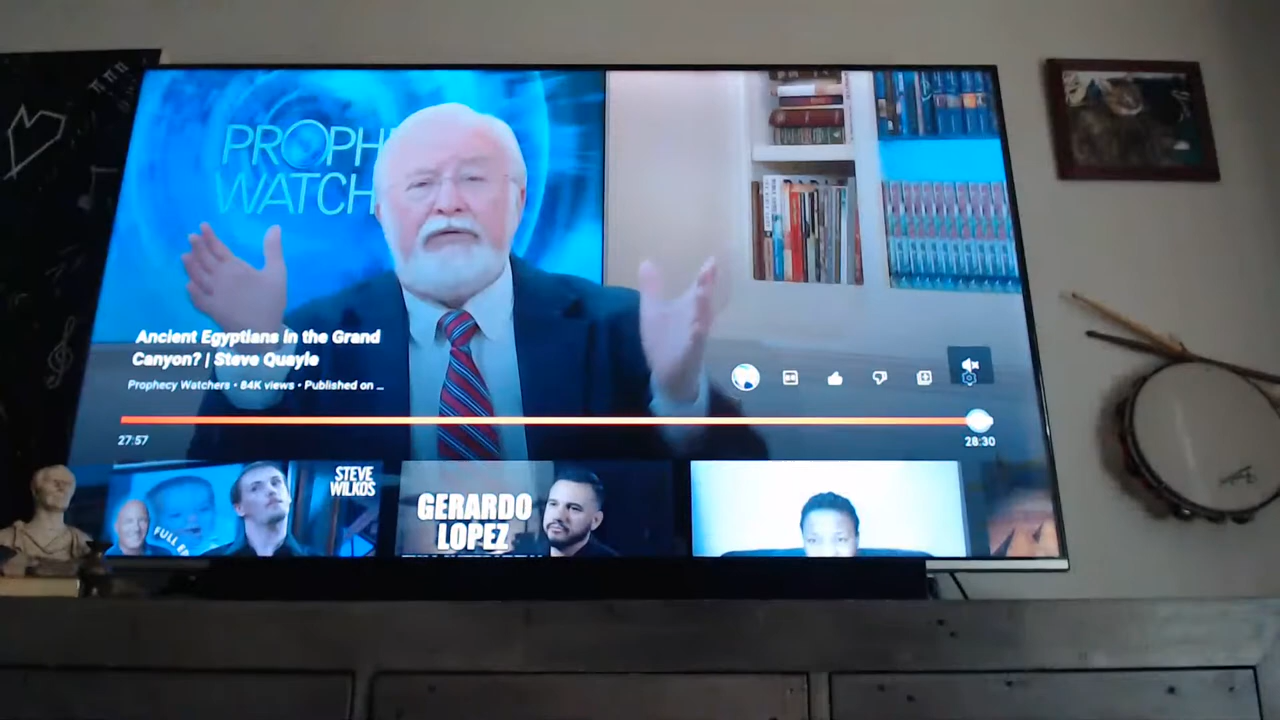 PROPH
WATCH
Ancient Egyptians in the Grand
Canyon? | Steve Quayle
Prophecy Watchers • 84K views • Published on ...
27:57
28:30
STEVE
WILKOS
FULL
GERARDO
LOPEZ